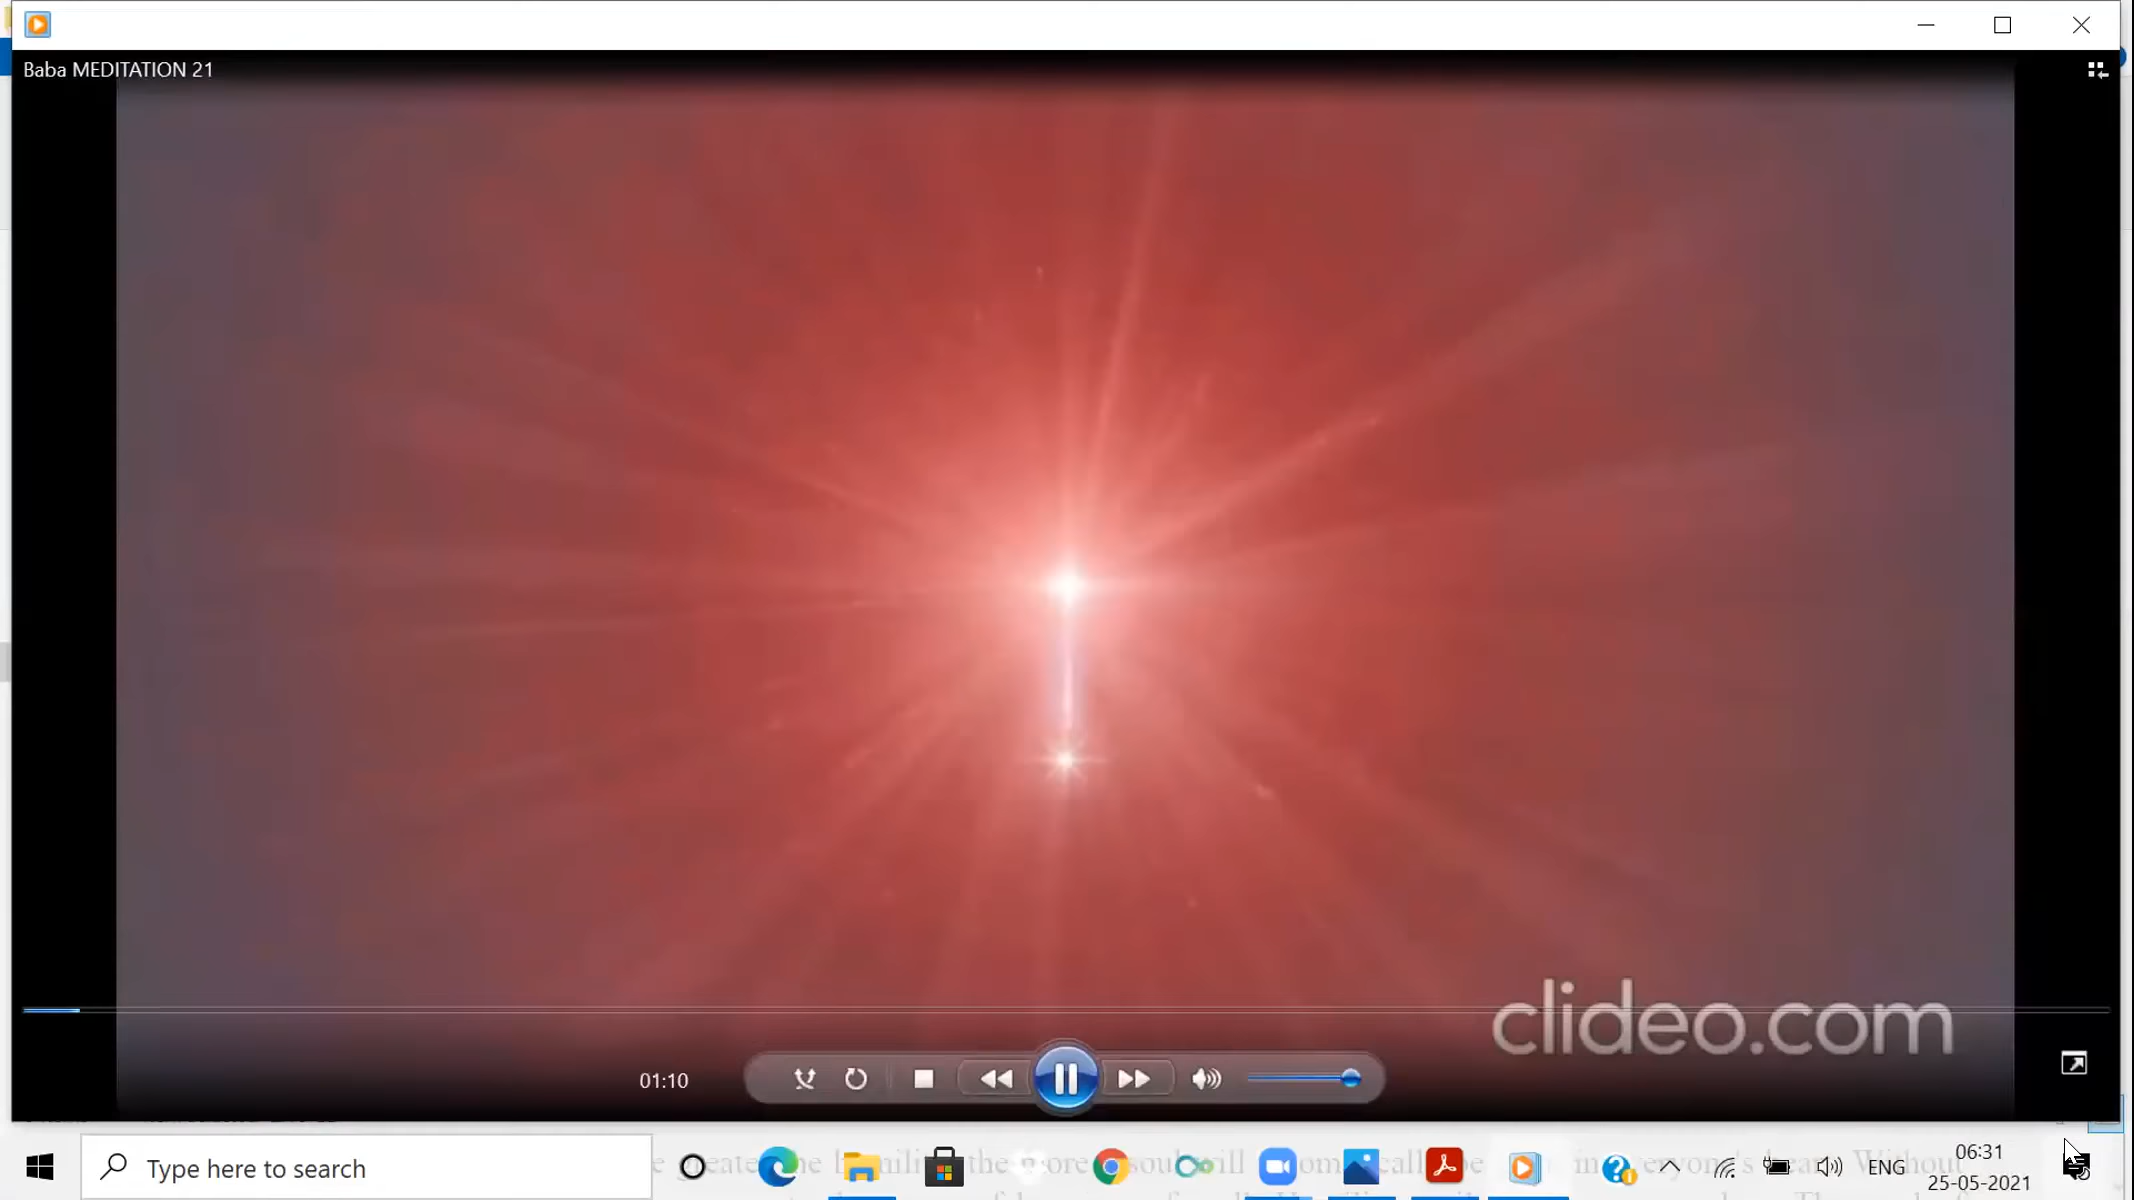 Baba MEDITATION 21
clideo.com
01:10
Type here to search
ENG
06:31
25-05-2021